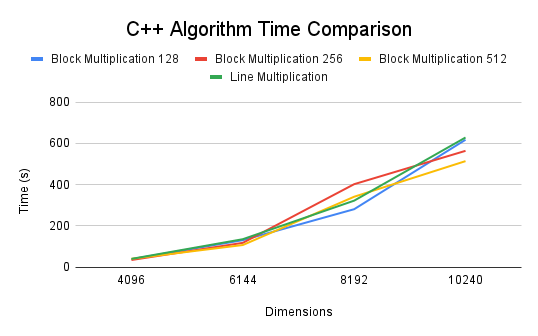 C++ Algorithm Time Comparison
Block Multiplication 128 Block Multiplication 256 Block Multiplication 512
Line Multiplication
800
600
400
200
0
Time (s)
4096 6144 8192 10240
Dimensions